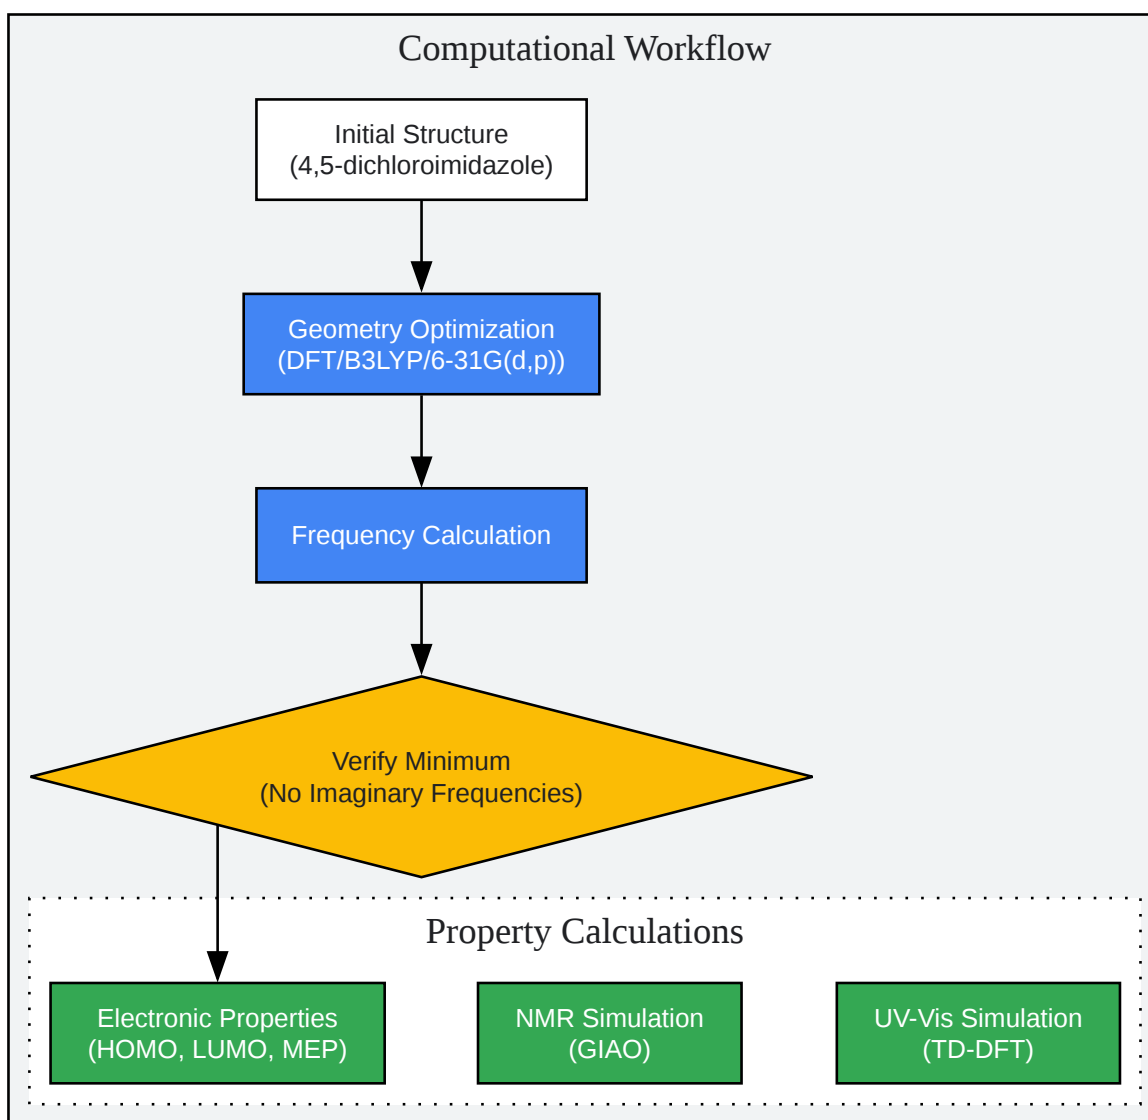 Computational Workflow
Initial Structure
(4,5-dichloroimidazole)
Geometry Optimization
(DFT/B3LYP/6-31G(d,p))
Frequency Calculation
Verify Minimum
(No Imaginary Frequencies)
Property Calculations
Electronic Properties
(HOMO, LUMO, MEP)
NMR Simulation
(GIAO)
UV-Vis Simulation
(TD-DFT)